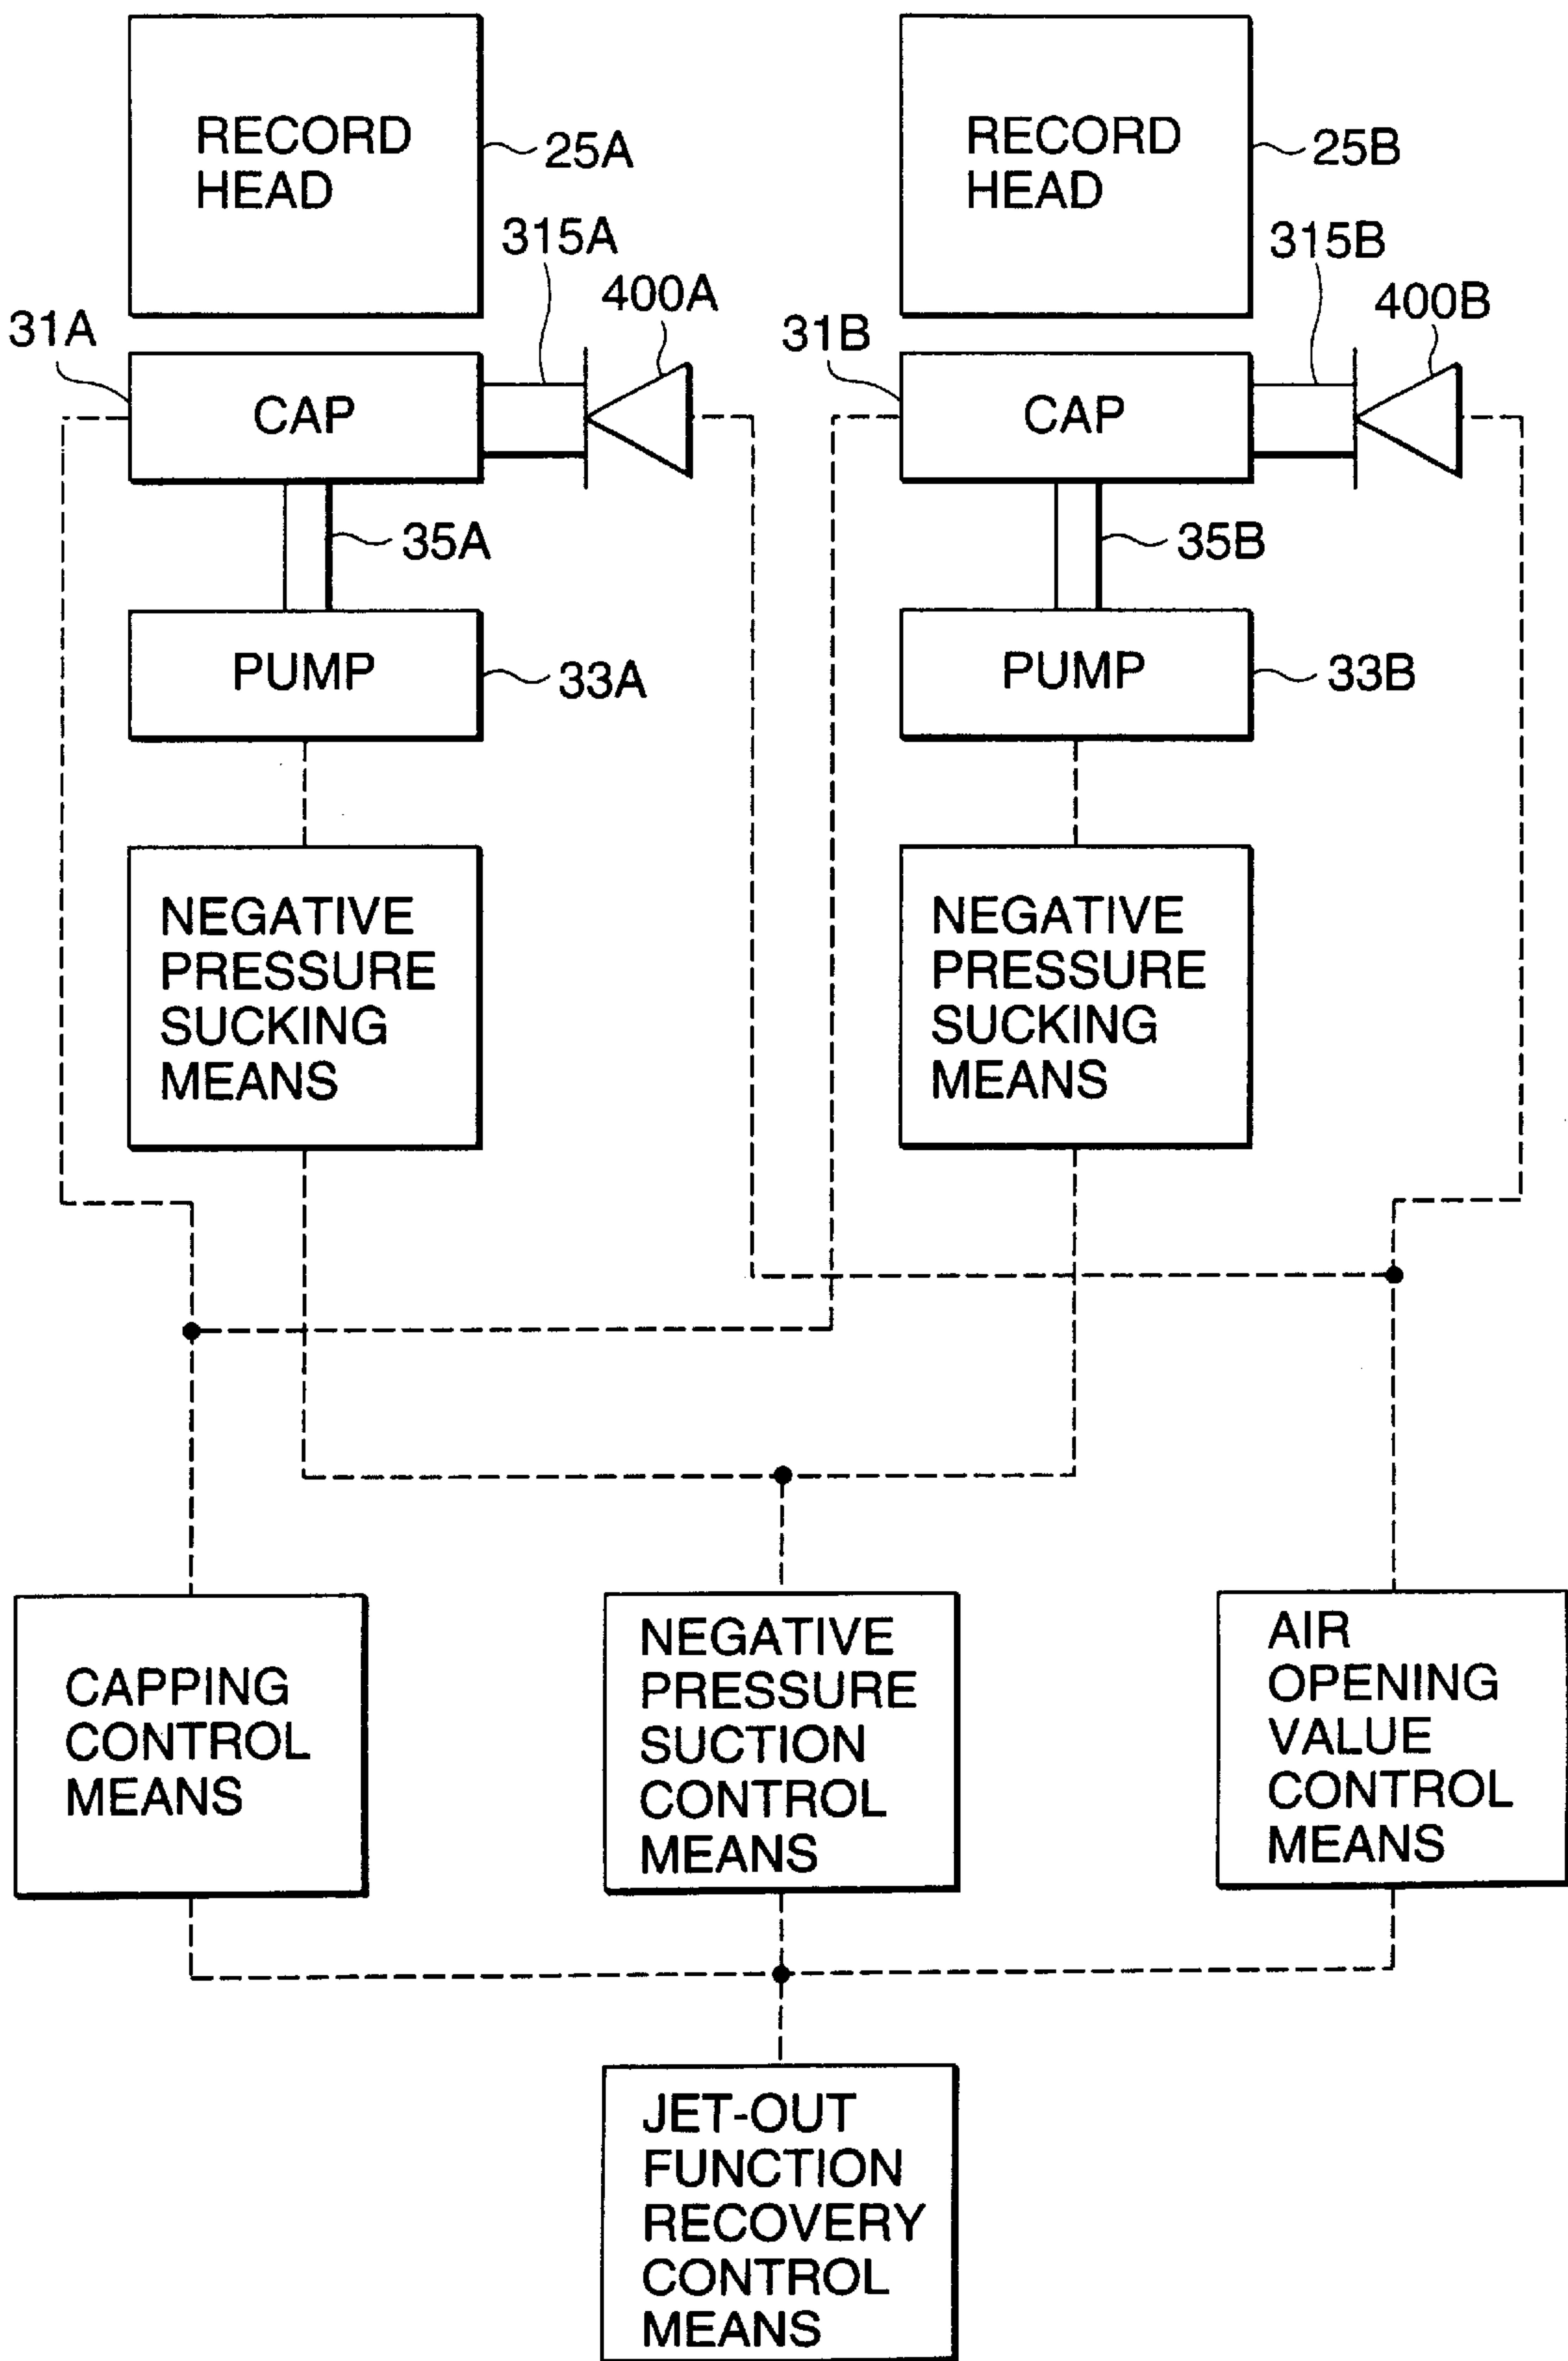 RECORD
HEAD
25A
RECORD
HEAD
25B
315A
315B
400A
400B
31A
31B
CAP
CAP
35A
35B
PUMP
33A
PUMP
33B
NEGATIVE
PRESSURE
SUCKING
MEANS
NEGATIVE
PRESSURE
SUCKING
MEANS
CAPPING
CONTROL
MEANS
NEGATIVE
PRESSURE
SUCTION
CONTROL
MEANS
AIR
OPENING
VALUE
CONTROL
MEANS
JET-OUT
FUNCTION
RECOVERY
CONTROL
MEANS